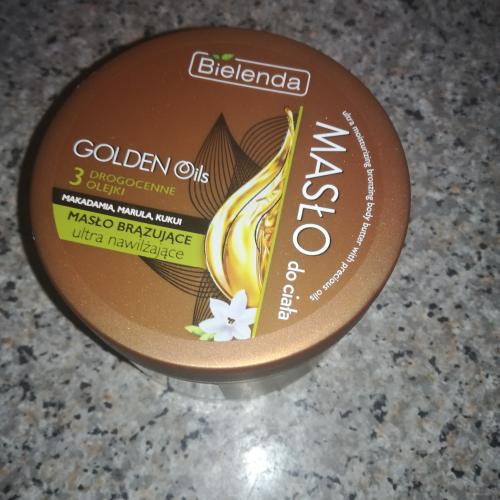 Bielenda
GOLDEN Oils
3 DROGOCENNE
OLEJKI
MAKADAMIA, MARULA, KUKUI
MASŁO BRĄZUJĄCE
ultra nawilżające
MASŁO do ciała
ultra moisturizing bronzing body butter with precious oils